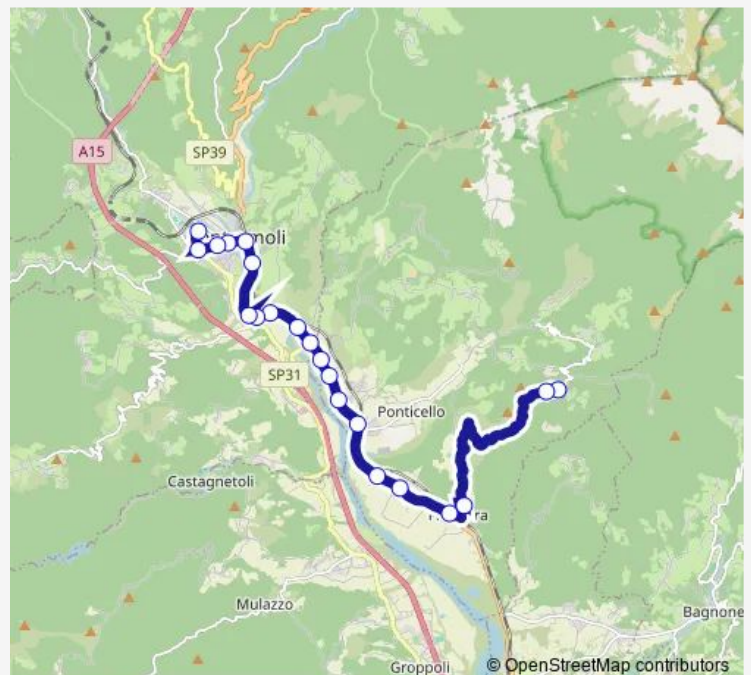 A15
SP39
SP31
Ponticello
Castagnetoli
Mulazzo
Bagnone
Groppoli
© OpenStreetMap contributors